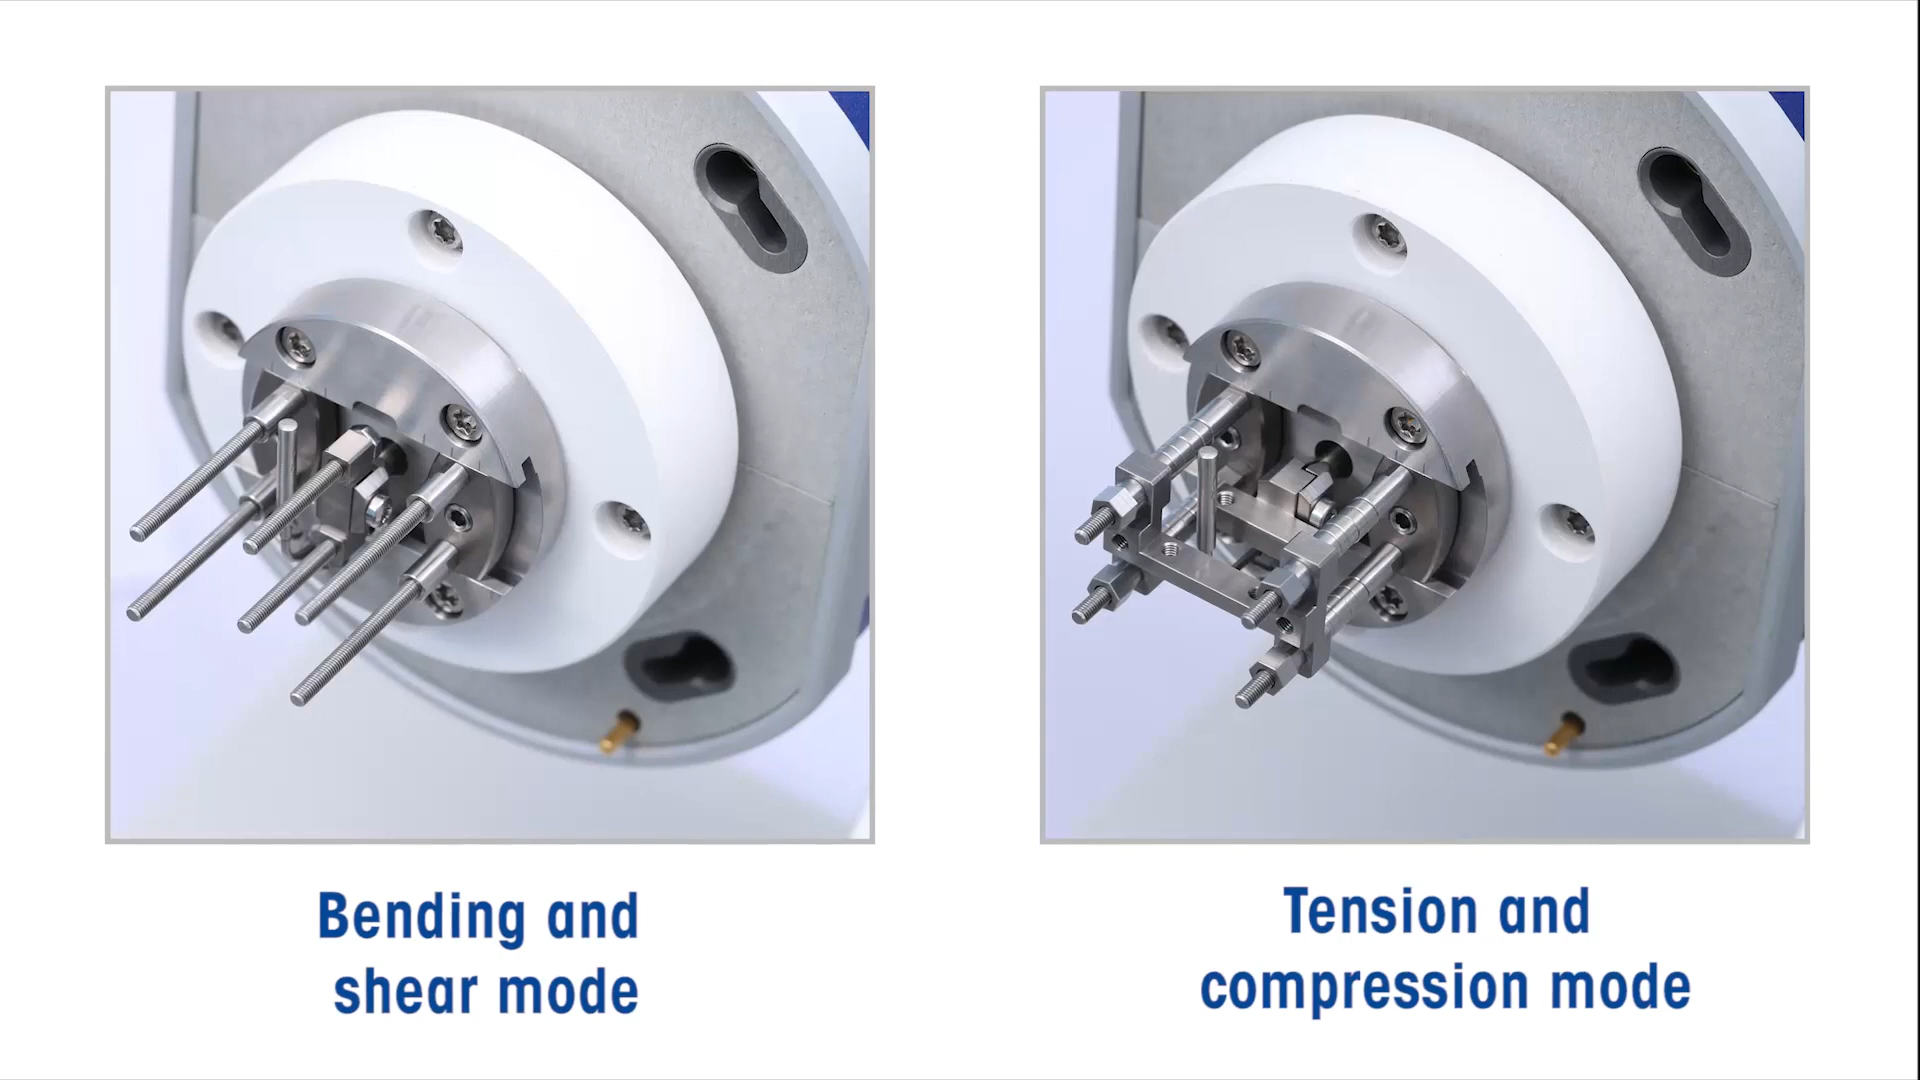 Bending and
shear mode
Tension and
compression mode